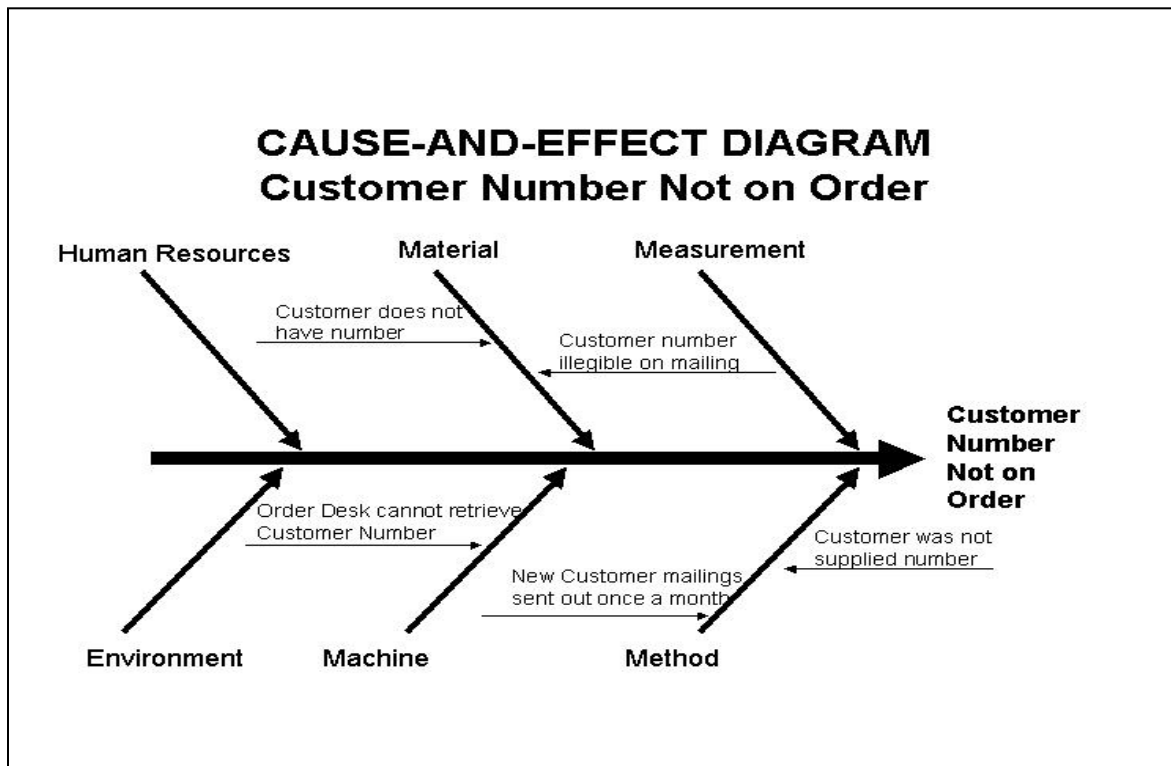 CAUSE-AND-EFFECT DIAGRAM
Customer Number Not on Order
Human Resources
Material
Measurement
Customer does not
have number
Customer number
illegible on mailing
Customer
Number
Not on
Order
Order Desk cannot retrieve
Customer Number
Customer was not
supplied number
New Customer mailings
sent out once a month
Environment
Machine
Method